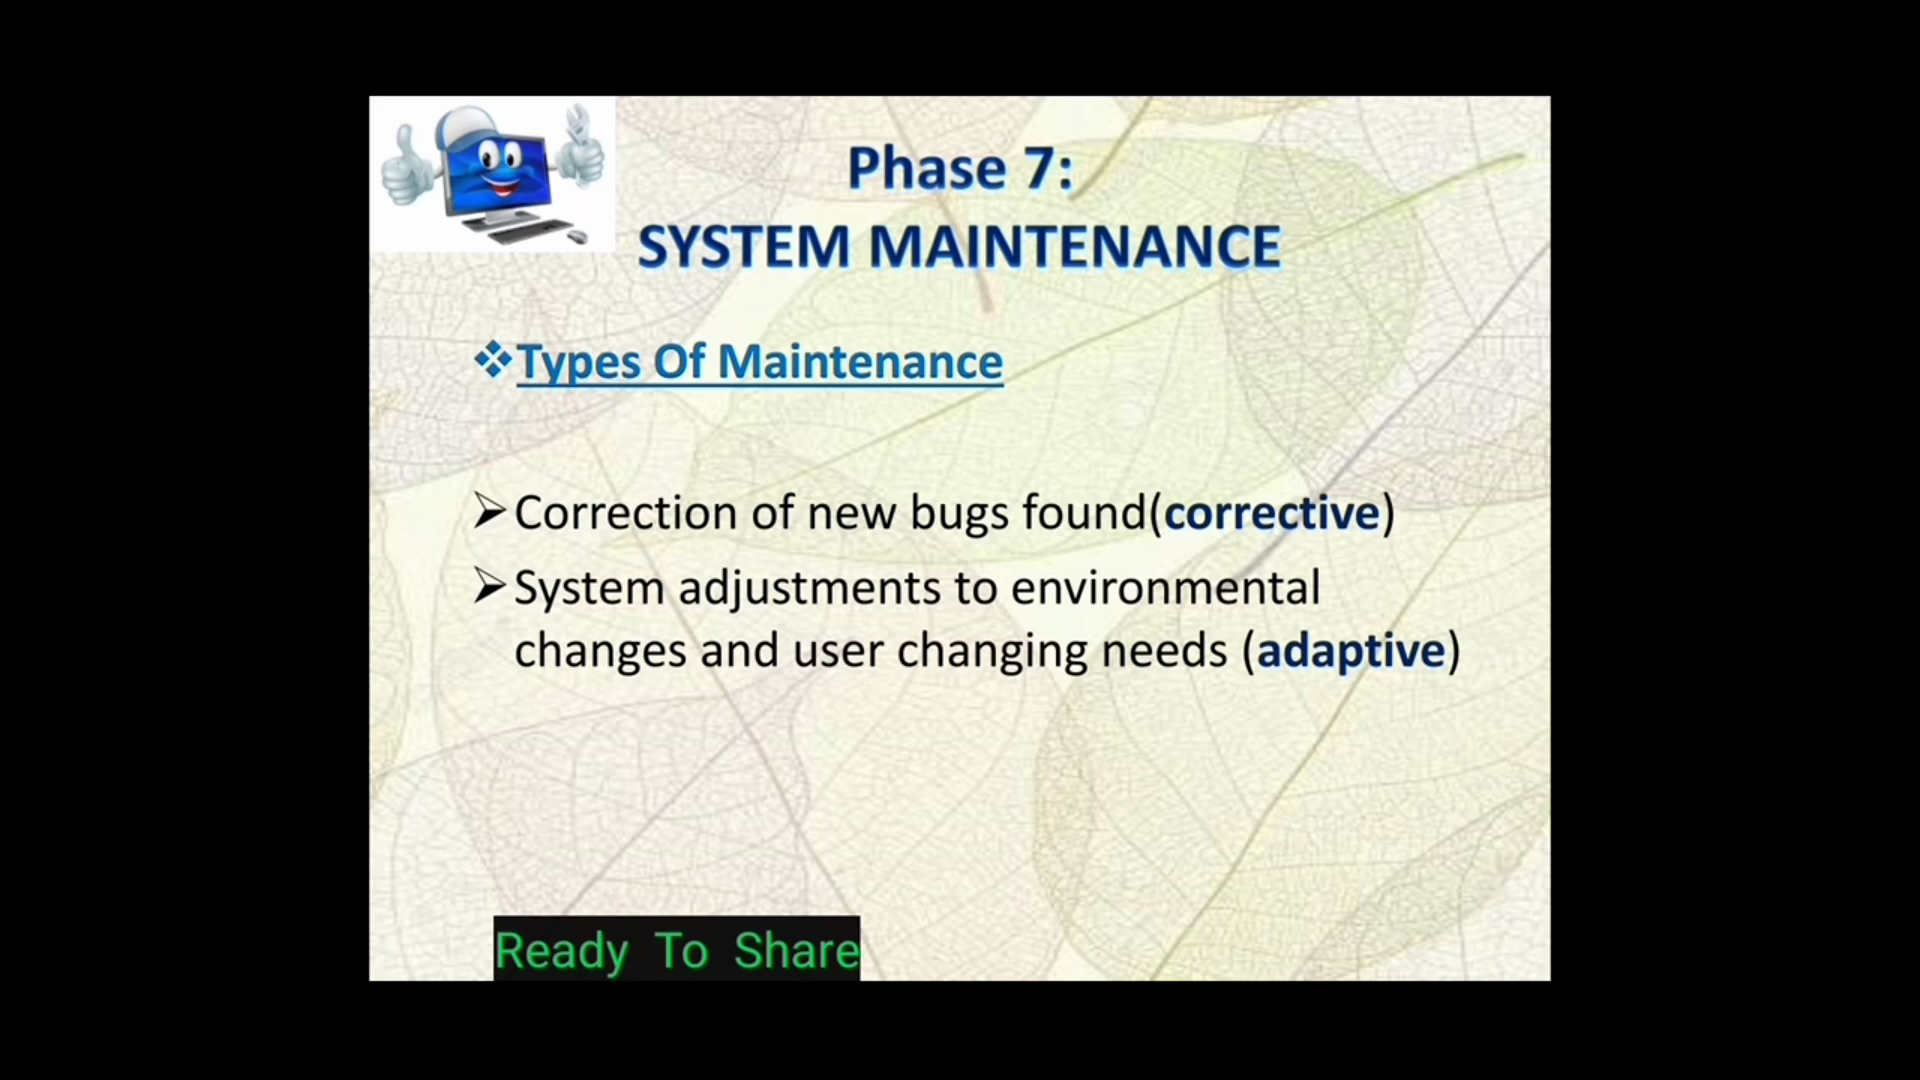 Phase 7:
SYSTEM MAINTENANCE
Types Of Maintenance
Correction of new bugs found(corrective)
System adjustments to environmental
changes and user changing needs (adaptive)
Ready To Share